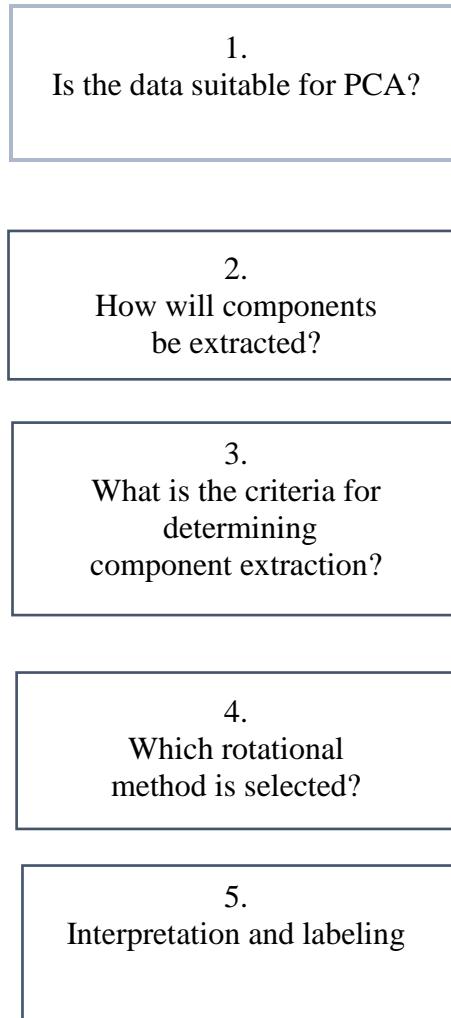 1.
Is the data suitable for PCA?
2.
How will components
be extracted?
3.
What is the criteria for
determining
component extraction?
4.
Which rotational
method is selected?
5.
Interpretation and labeling